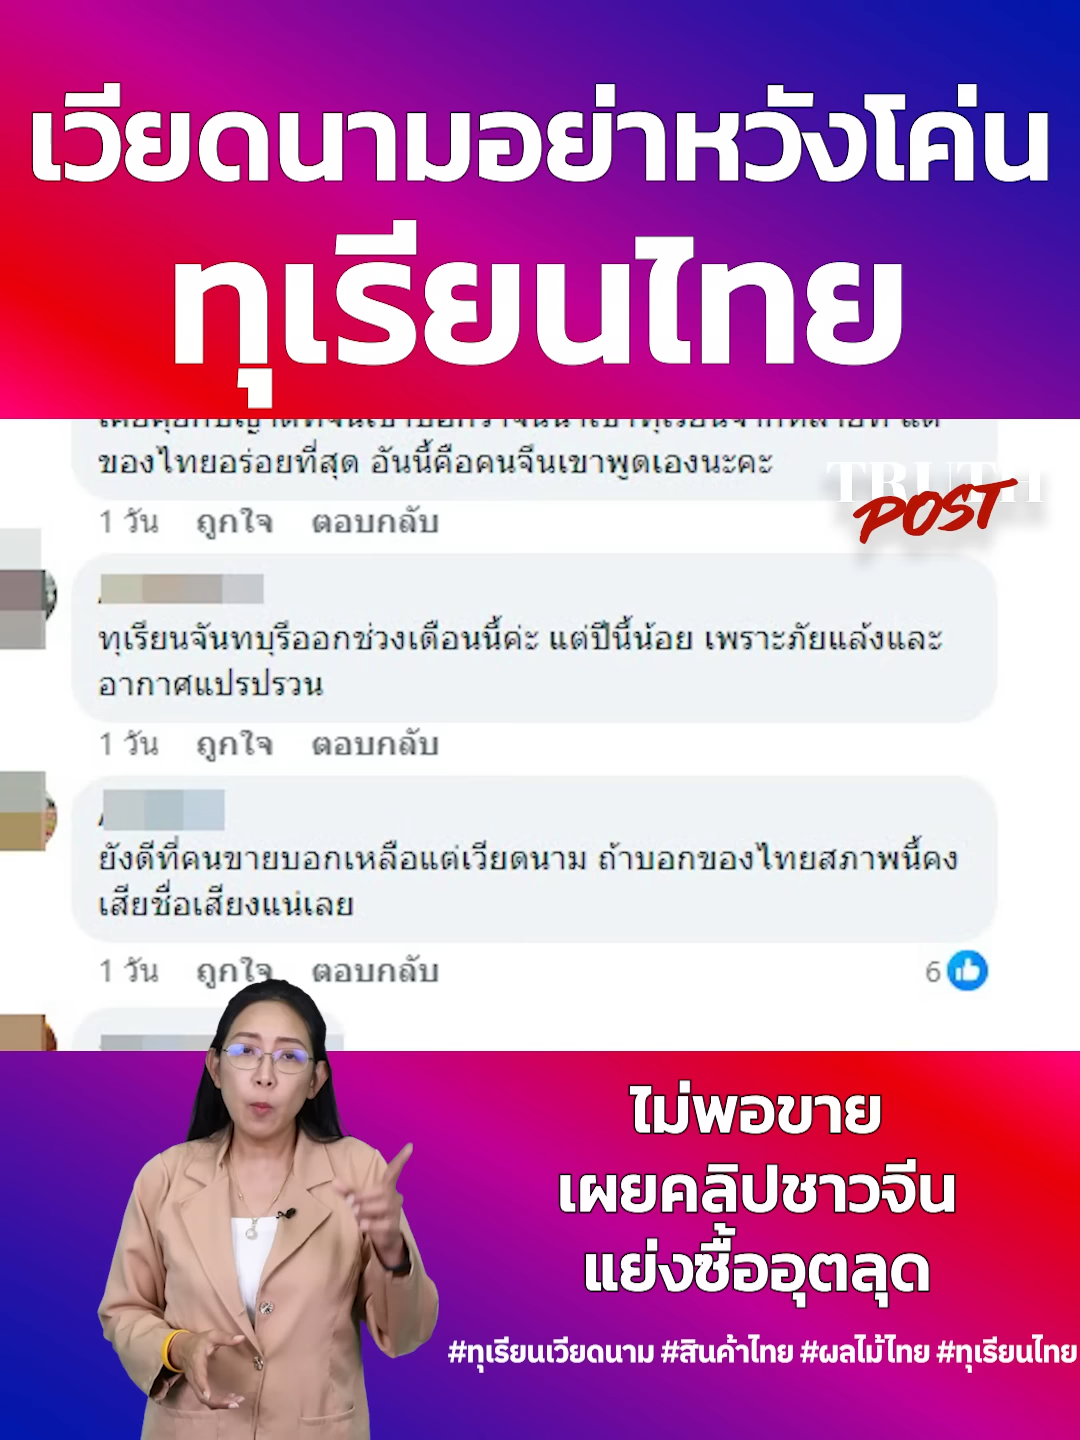 เวียดนามอย่าหวังโค่น
ทุเรียนไทย
ของไทยอร่อยที่สุด อันนี้คือคนจีนเขาพูดเองนะคะ
TRUTH
POST
1 วัน ถูกใจ ตอบกลับ
ทุเรียนจันทบุรีออกช่วงเดือนนี้ค่ะ แต่ปีนี้น้อย เพราะภัยแล้งและ
อากาศแปรปรวน
1 วัน ถูกใจ ตอบกลับ
ยังดีที่คนขายบอกเหลือแต่เวียดนาม ถ้าบอกของไทยสภาพนี้คง
เสียชื่อเสียงแน่เลย
1 วัน ถูกใจ ตอบกลับ 6
ไม่พอขาย
เผยคลิปชาวจีน
แย่งซื้ออุตลุด
#ทุเรียนเวียดนาม #สินค้าไทย #ผลไม้ไทย #ทุเรียนไทย